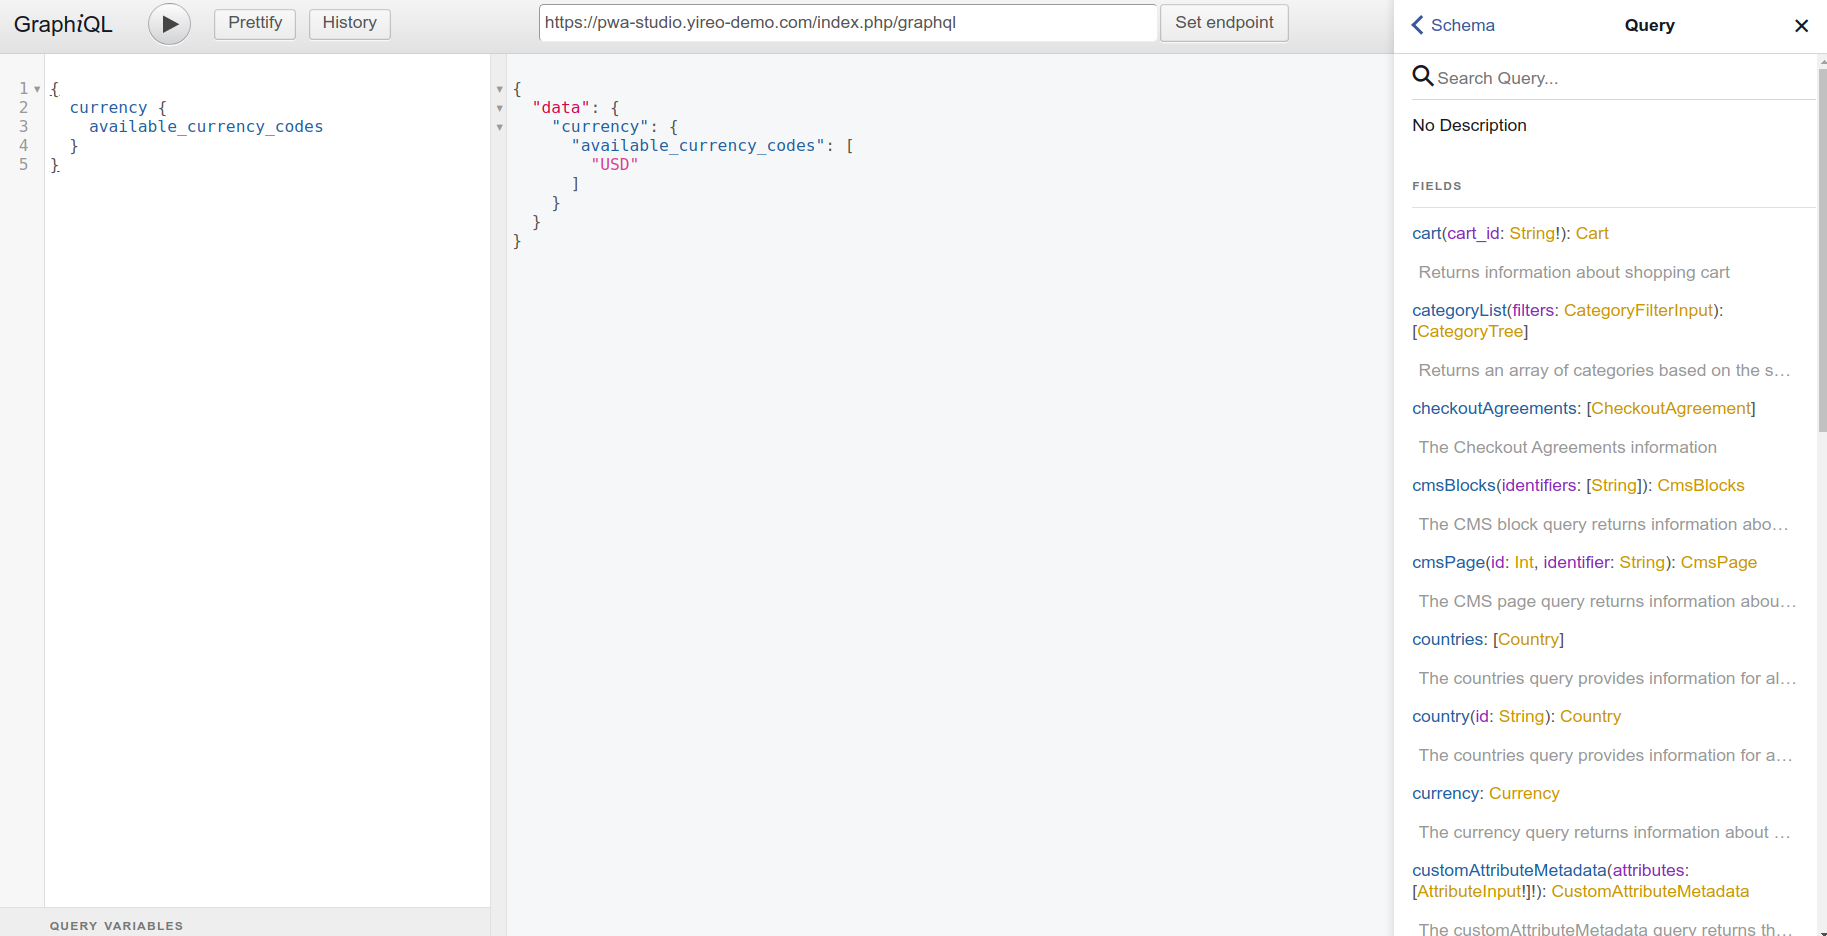 GraphiQL
Prettify
History
https://pwa-studio.yireo-demo.com/index.php/graphql
Set endpoint
1 {
2 currency {
3 available_currency_codes
4 }
5 }
QUERY VARIABLES
{
"data": {
"currency": {
"available_currency_codes": [
"USD"
]
}
}
}
Schema
Query
Search Query...
No Description
FIELDS
cart(cart_id: String!): Cart
Returns information about shopping cart
categoryList(filters: CategoryFilterInput):
[CategoryTree]
Returns an array of categories based on the s…
checkoutAgreements: [CheckoutAgreement]
The Checkout Agreements information
cmsBlocks(identifiers: [String]): CmsBlocks
The CMS block query returns information abo…
cmsPage(id: Int, identifier: String): CmsPage
The CMS page query returns information abou…
countries: [Country]
The countries query provides information for al…
country(id: String): Country
The countries query provides information for a…
currency: Currency
The currency query returns information about …
customAttributeMetadata(attributes:
[AttributeInput!]!): CustomAttributeMetadata
The customAttributeMetadata query returns th…